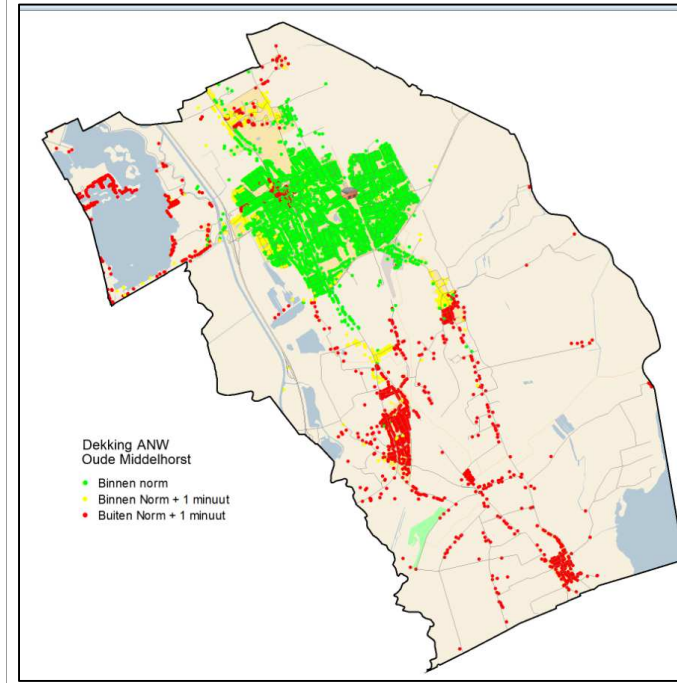 Dekking ANW
Oude Middelhorst
Binnen norm
Binnen Norm + 1 minuut
Buiten Norm + 1 minuut